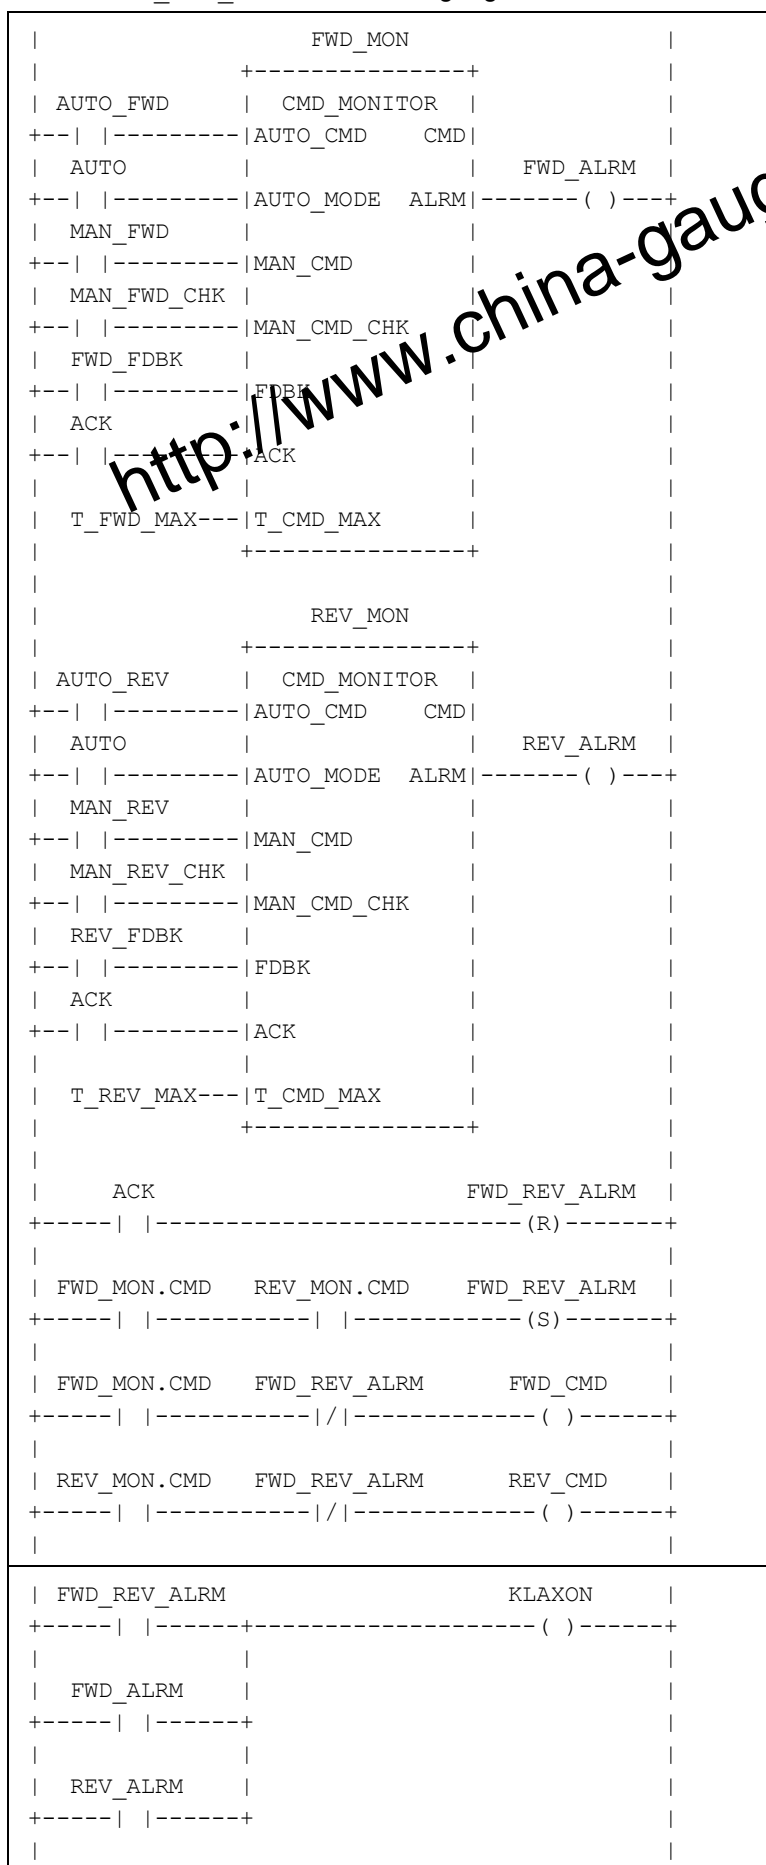 FWD_MON
+---------------+
| AUTO_FWD | CMD_MONITOR | |
+--| |---------|AUTO_CMD CMD| |
| AUTO | | FWD_ALRM |
+--| |---------|AUTO_MODE ALRM|-------( )---+
| MAN_FWD | | |
+--| |---------|MAN_CMD | |
| MAN_FWD_CHK | | |
+--| |---------|MAN_CMD_CHK | |
| FWD_FDBK | | |
+--| |---------|FDBK | |
| ACK | | |
+--| |---------|ACK | |
| | | |
| T_FWD_MAX---|T_CMD_MAX | |
| +---------------+ |
| |
| REV_MON |
| +---------------+ |
| AUTO_REV | CMD_MONITOR | |
+--| |---------|AUTO_CMD CMD| |
| AUTO | | REV_ALRM |
+--| |---------|AUTO_MODE ALRM|-------( )---+
| MAN_REV | | |
+--| |---------|MAN_CMD | |
| MAN_REV_CHK | | |
+--| |---------|MAN_CMD_CHK | |
| REV_FDBK | | |
+--| |---------|FDBK | |
| ACK | | |
+--| |---------|ACK | |
| | | |
| T_REV_MAX---|T_CMD_MAX | |
| +---------------+ |
| |
| ACK FWD_REV_ALRM |
+-----| |--------------------------(R)-------+
| |
| FWD_MON.CMD REV_MON.CMD FWD_REV_ALRM |
+-----| |-----------| |------------(S)-------+
| |
| FWD_MON.CMD FWD_REV_ALRM FWD_CMD |
+-----| |-----------|/|-------------( )------+
| |
| REV_MON.CMD FWD_REV_ALRM REV_CMD |
+-----| |-----------|/|-------------( )------+
| |
| FWD_REV_ALRM KLAXON |
+-----| |------+--------------------( )------+
| | |
| FWD_ALRM | |
+-----| |------+ |
| | |
| REV_ALRM | |
+-----| |------+ |
| |
http://www.china-gaug